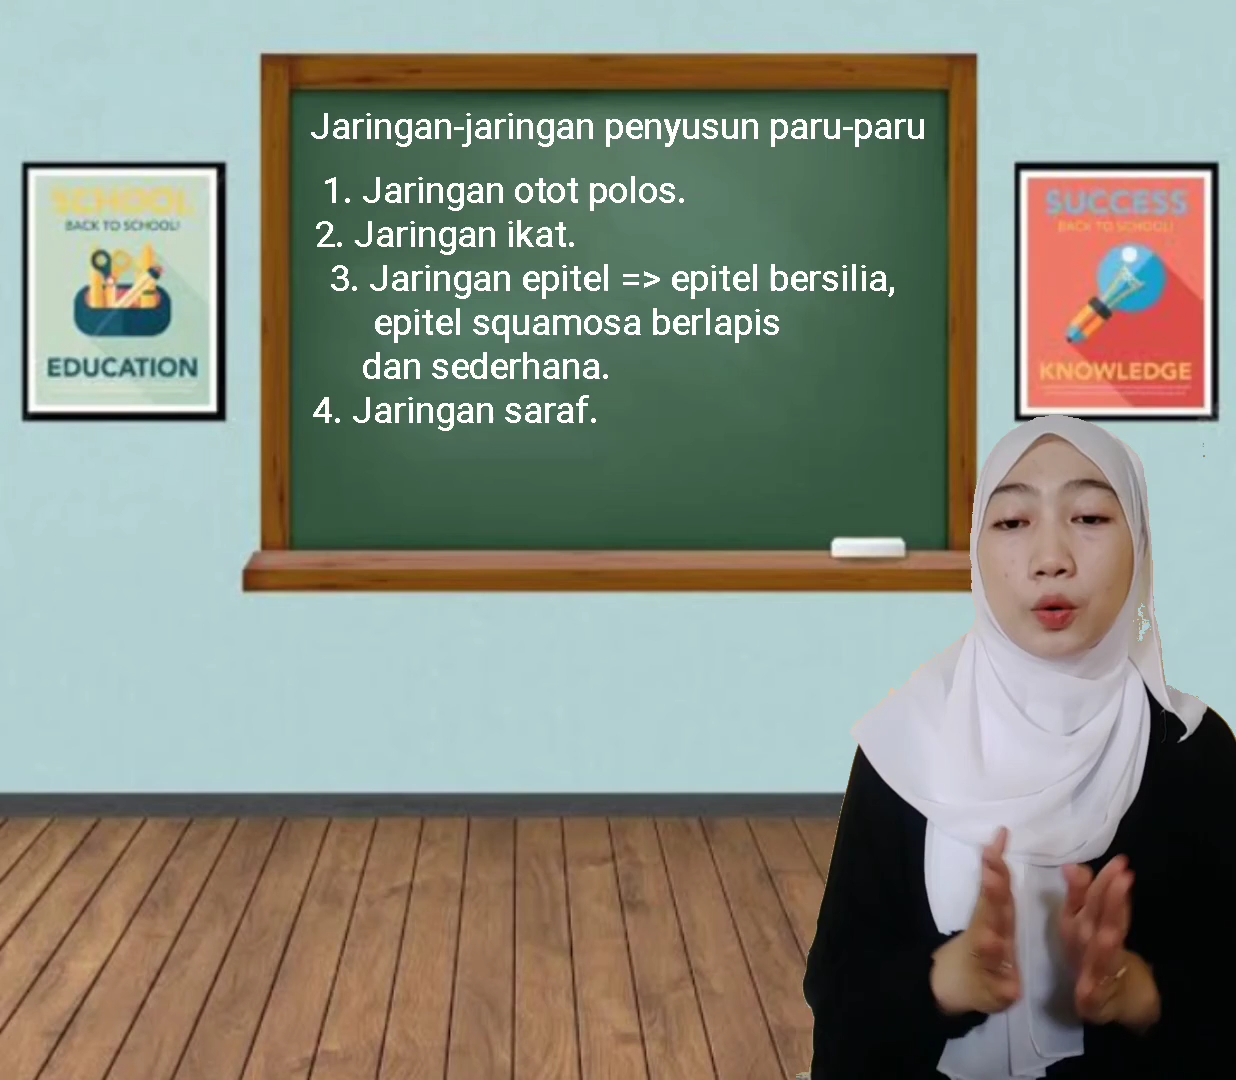 Jaringan-jaringan penyusun paru-paru
1. Jaringan otot polos.
2. Jaringan ikat.
3. Jaringan epitel => epitel bersilia,
epitel squamosa berlapis
dan sederhana.
4. Jaringan saraf.
SCHOOL
BACK TO SCHOOL!
EDUCATION
SUCCESS
BACK TO SCHOOL!
KNOWLEDGE